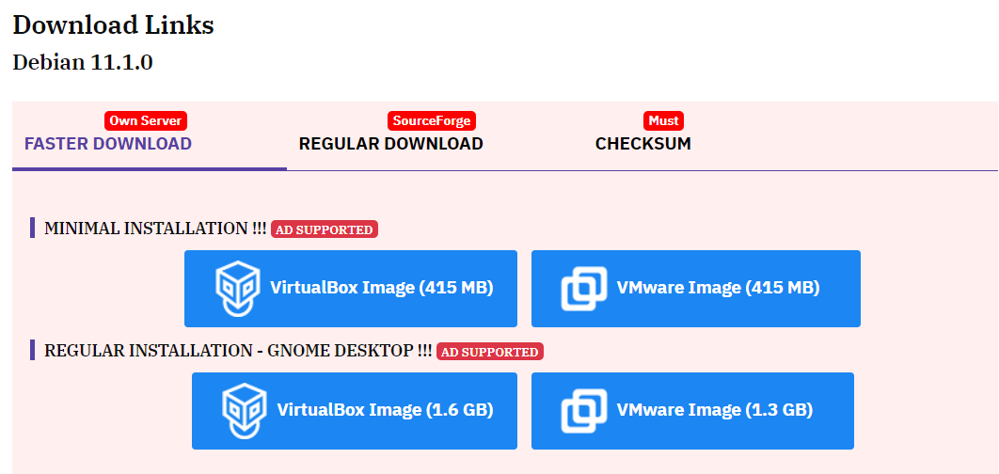 Download Links
Debian 11.1.0
Own Server
FASTER DOWNLOAD
SourceForge
REGULAR DOWNLOAD
Must
CHECKSUM
MINIMAL INSTALLATION !!! AD SUPPORTED
VirtualBox Image (415 MB)
VMware Image (415 MB)
REGULAR INSTALLATION - GNOME DESKTOP !!! AD SUPPORTED
VirtualBox Image (1.6 GB)
VMware Image (1.3 GB)